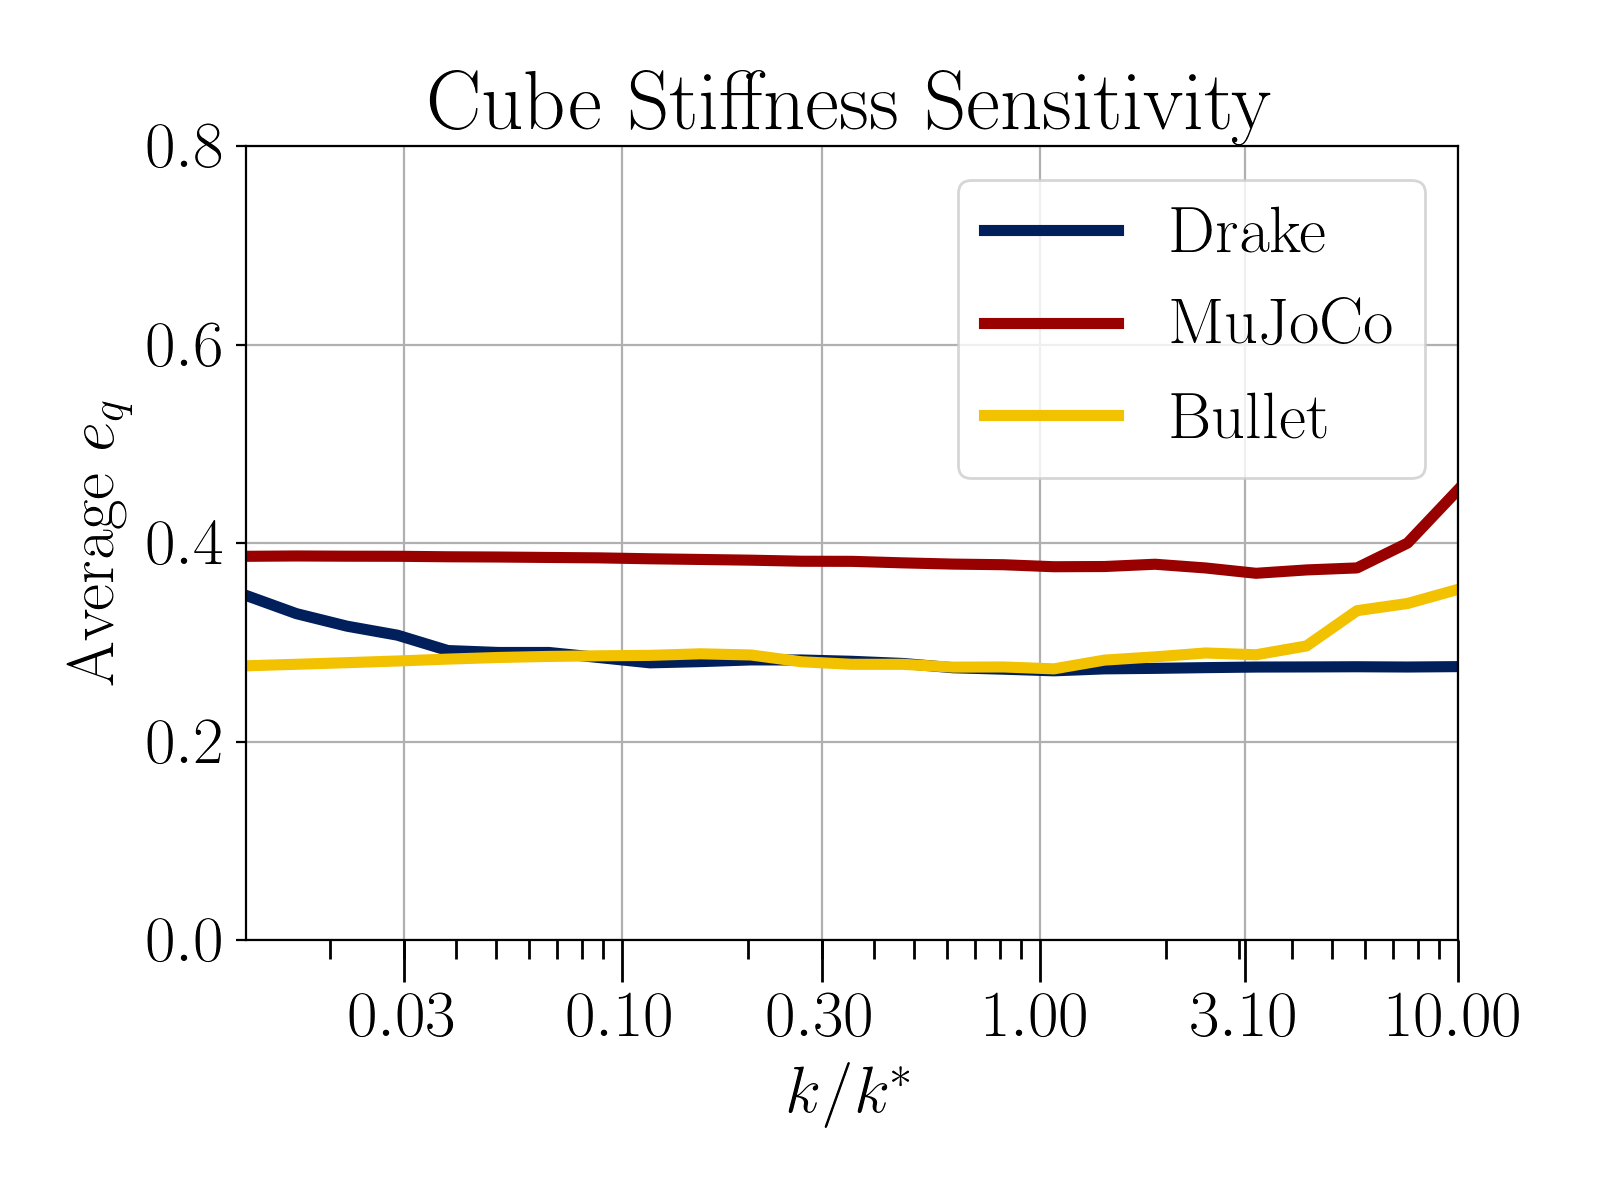 Cube Stiffness Sensitivity
0.8
0.6
0.4
0.2
0.0
Average e_q
Drake
MuJoCo
Bullet
0.03 0.10 0.30 1.00 3.10 10.00
k/k*